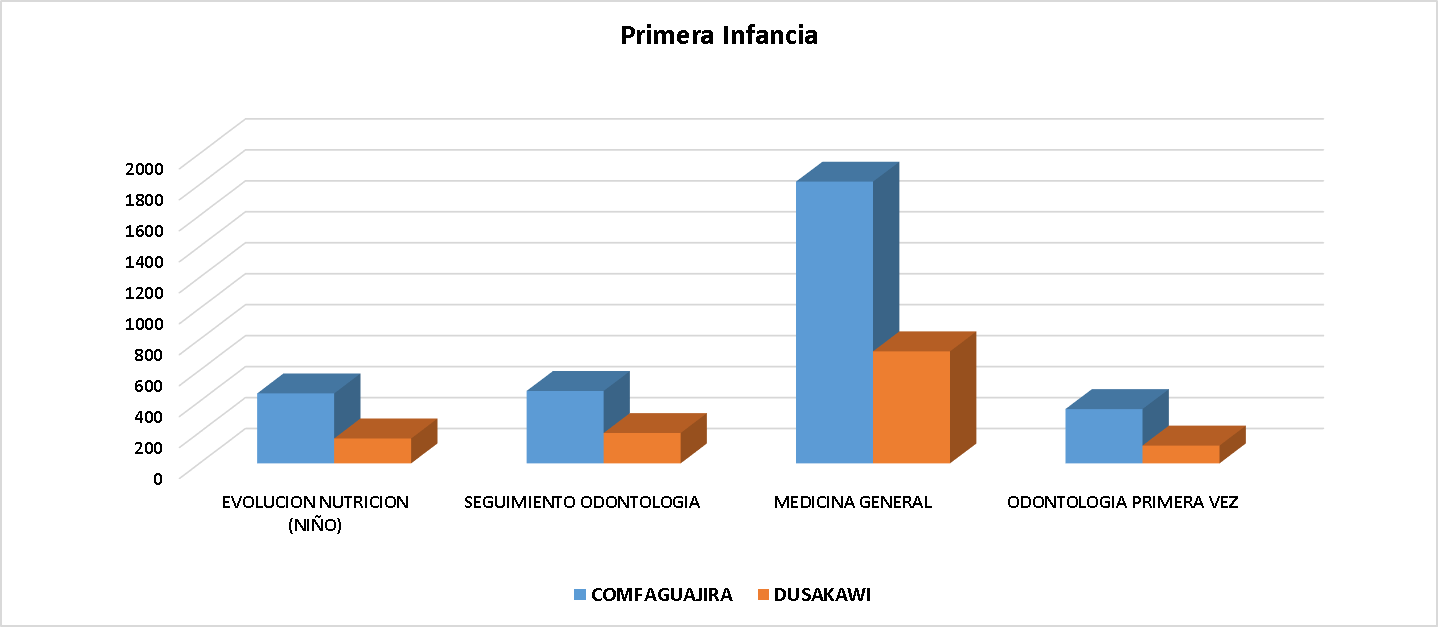 Primera Infancia
2000
1800
1600
1400
1200
1000
800
600
400
200
0
EVOLUCION NUTRICION
(NIÑO)
SEGUIMIENTO ODONTOLOGIA
MEDICINA GENERAL
ODONTOLOGIA PRIMERA VEZ
COMFAGUAJIRA
DUSAKAWI